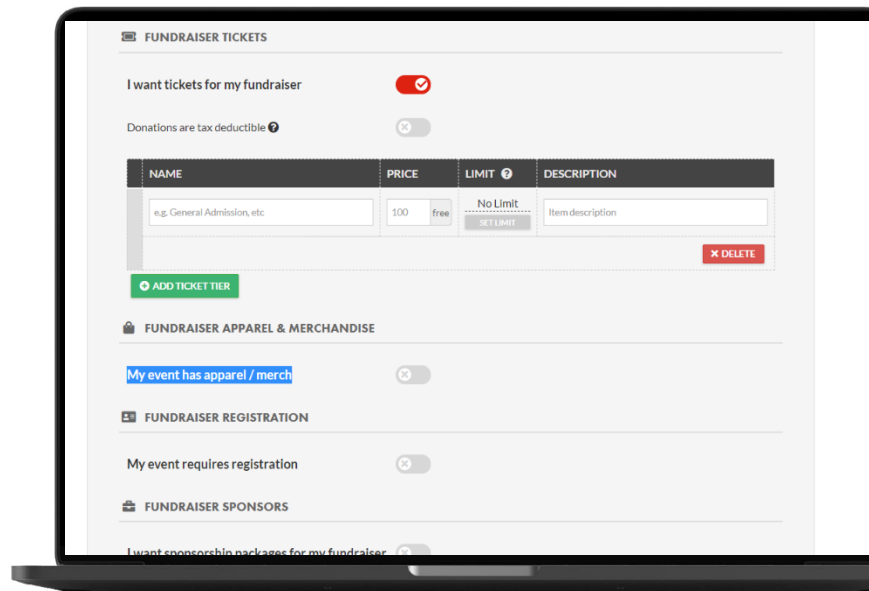 FUNDRAISER TICKETS
I want tickets for my fundraiser
Donations are tax deductible
NAME PRICE LIMIT DESCRIPTION
e.g. General Admission, etc 100 free No Limit Item description
SET LIMIT
DELETE
ADD TICKET TIER
FUNDRAISER APPAREL & MERCHANDISE
My event has apparel / merch
FUNDRAISER REGISTRATION
My event requires registration
FUNDRAISER SPONSORS
I want sponsorship packages for my fundraiser